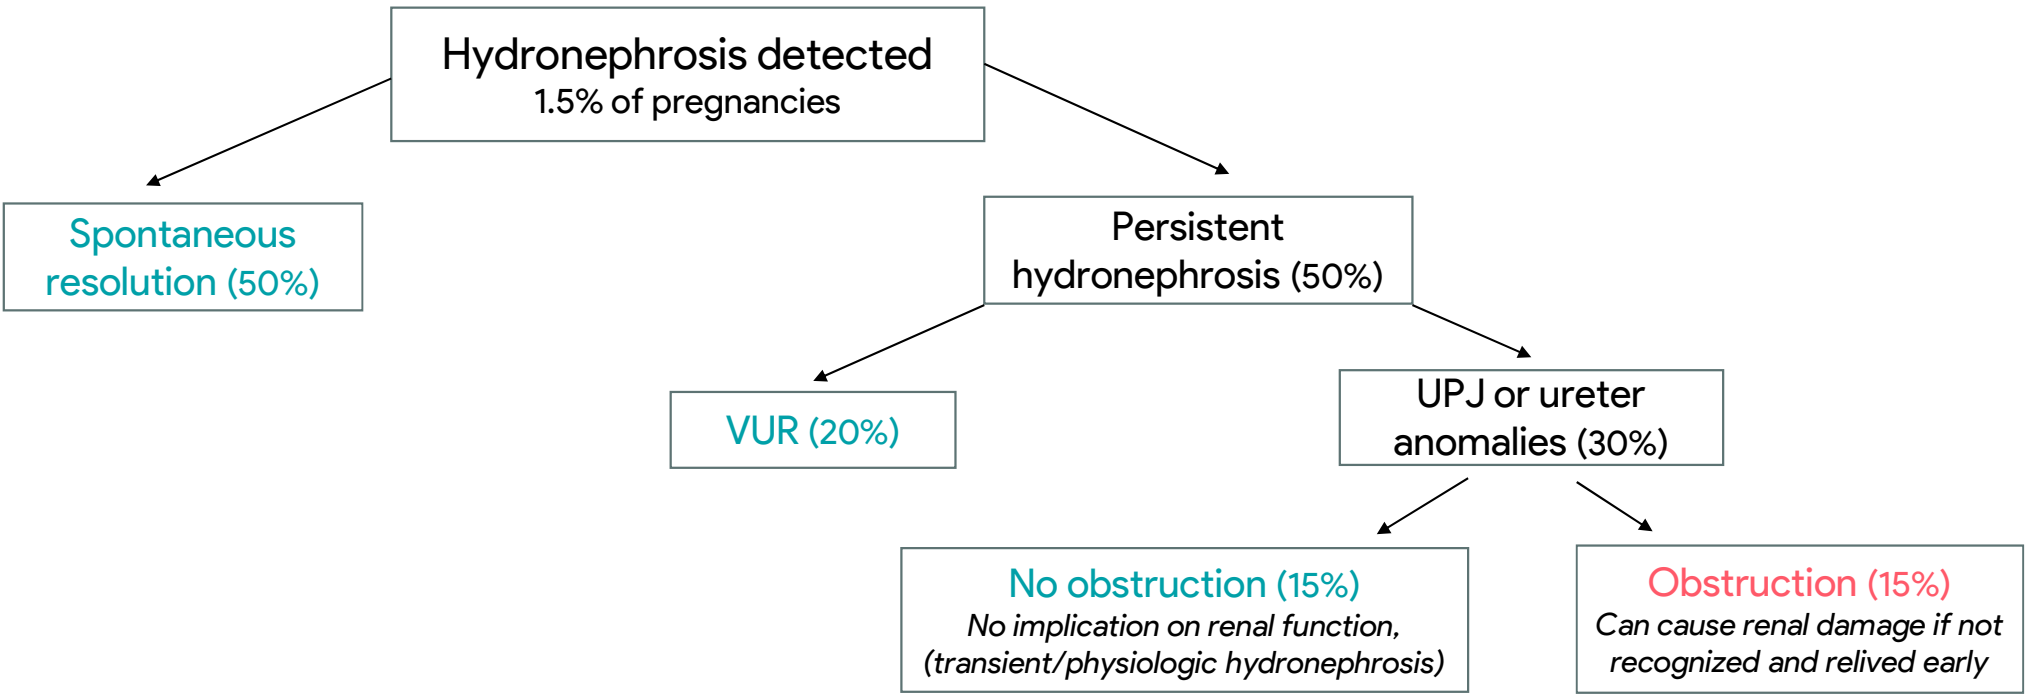 Hydronephrosis detected
1.5% of pregnancies
Spontaneous
resolution (50%)
Persistent
hydronephrosis (50%)
VUR (20%)
UPJ or ureter
anomalies (30%)
No obstruction (15%)
No implication on renal function,
(transient/physiologic hydronephrosis)
Obstruction (15%)
Can cause renal damage if not
recognized and relived early